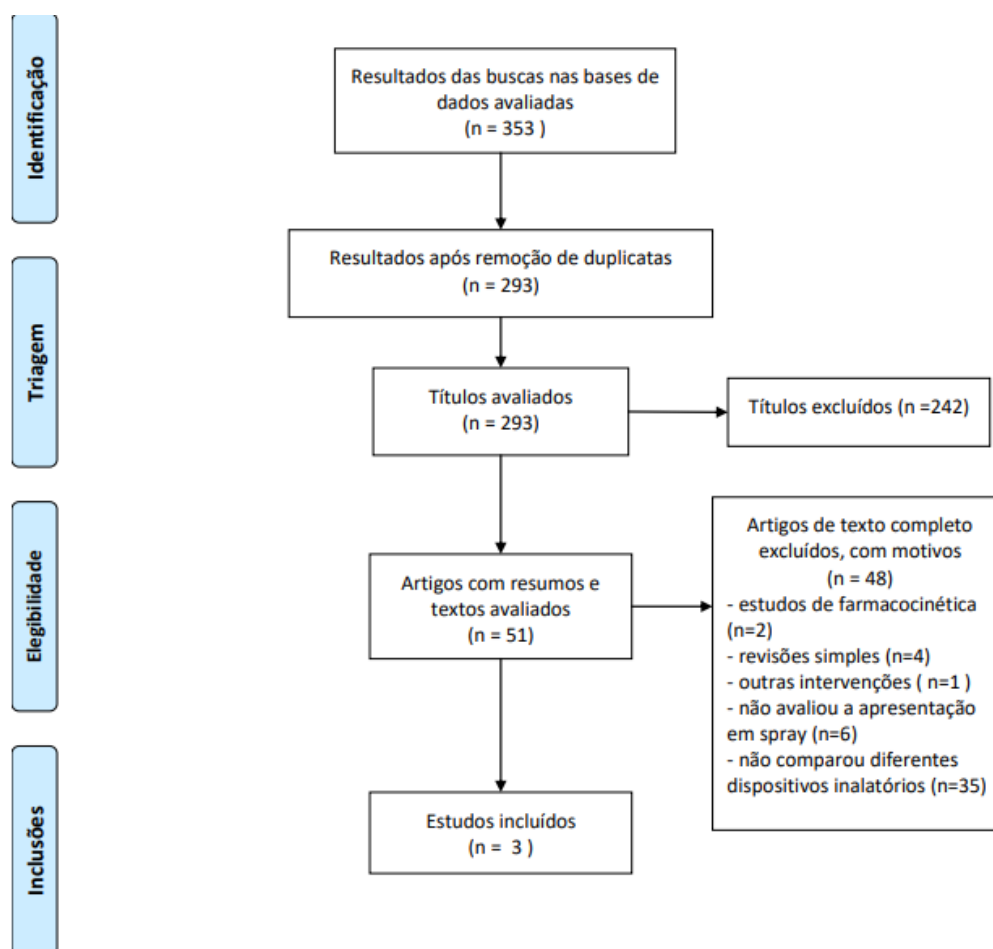 Identificação
Resultados das buscas nas bases de
dados avaliadas
(n = 353 )
Triagem
Resultados após remoção de duplicatas
(n = 293)
Títulos avaliados
(n = 293)
Títulos excluídos (n =242)
Elegibilidade
Artigos com resumos e
textos avaliados
(n = 51)
Artigos de texto completo
excluídos, com motivos
(n = 48)
- estudos de farmacocinética
(n=2)
- revisões simples (n=4)
- outras intervenções ( n=1 )
- não avaliou a apresentação
em spray (n=6)
- não comparou diferentes
dispositivos inalatórios (n=35)
Inclusões
Estudos incluídos
(n = 3 )